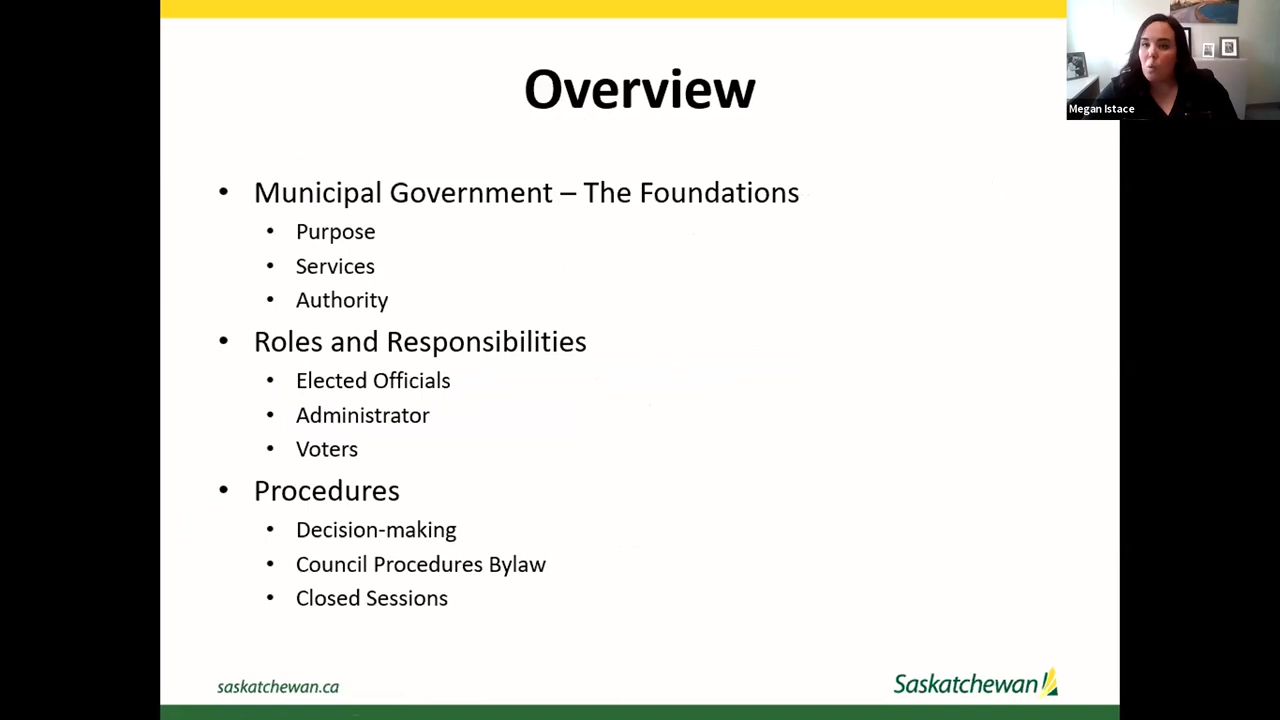 Overview
Megan Istace
• Municipal Government – The Foundations
• Purpose
• Services
• Authority
• Roles and Responsibilities
• Elected Officials
• Administrator
• Voters
• Procedures
• Decision-making
• Council Procedures Bylaw
• Closed Sessions
saskatchewan.ca
Saskatchewan